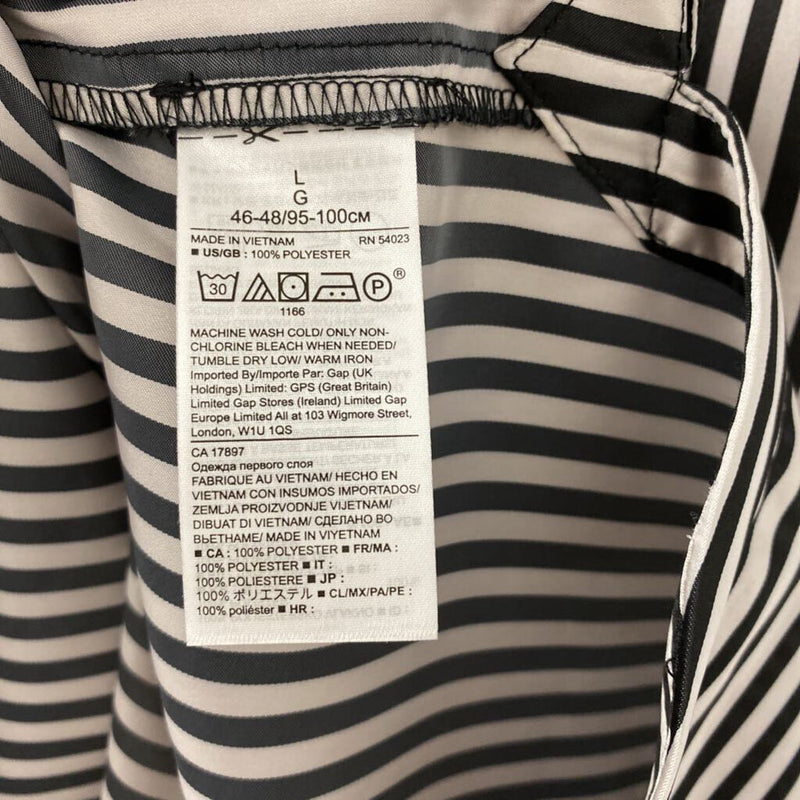 L
G
46-48/95-100CM
MADE IN VIETNAM RN 54023
■ US/GB : 100% POLYESTER
30 P ®
1166
MACHINE WASH COLD/ ONLY NON-
CHLORINE BLEACH WHEN NEEDED/
TUMBLE DRY LOW/ WARM IRON
Imported By/Importe Par: Gap (UK
Holdings) Limited: GPS (Great Britain)
Limited Gap Stores (Ireland) Limited Gap
Europe Limited All at 103 Wigmore Street,
London, W1U 1QS
CA 17897
Одежда первого слоя
FABRIQUE AU VIETNAM/ HECHO EN
VIETNAM CON INSUMOS IMPORTADOS/
ZEMLJA PROIZVODNJE VIJETNAM/
DIBUAT DI VIETNAM/ СДЕЛАНО ВО
ВЬЕТНАМЕ/ MADE IN VIYETNAM
■ CA : 100% POLYESTER ■ FR/MA :
100% POLYESTER ■ IT :
100% POLIESTERE ■ JP :
100% ポリエステル ■ CL/MX/PA/PE :
100% poliéster ■ HR :